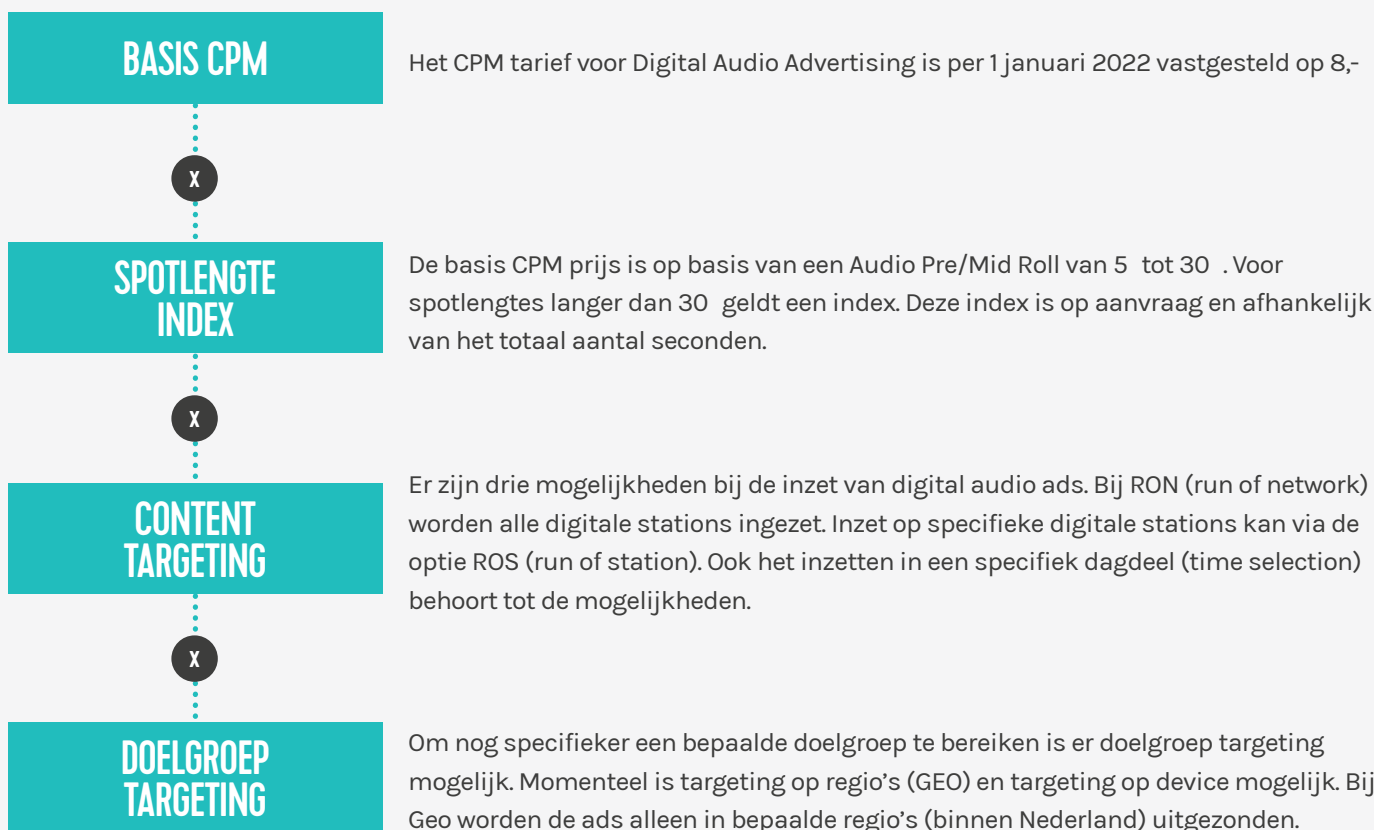 BASIS CPM
Het CPM tarief voor Digital Audio Advertising is per 1 januari 2022 vastgesteld op 8,-
X
SPOTLENGTE
INDEX
De basis CPM prijs is op basis van een Audio Pre/Mid Roll van 5 tot 30 . Voor
spotlengtes langer dan 30 geldt een index. Deze index is op aanvraag en afhankelijk
van het totaal aantal seconden.
X
CONTENT
TARGETING
Er zijn drie mogelijkheden bij de inzet van digital audio ads. Bij RON (run of network)
worden alle digitale stations ingezet. Inzet op specifieke digitale stations kan via de
optie ROS (run of station). Ook het inzetten in een specifiek dagdeel (time selection)
behoort tot de mogelijkheden.
X
DOELGROEP
TARGETING
Om nog specifieker een bepaalde doelgroep te bereiken is er doelgroep targeting
mogelijk. Momenteel is targeting op regio's (GEO) en targeting op device mogelijk. Bij
Geo worden de ads alleen in bepaalde regio's (binnen Nederland) uitgezonden.